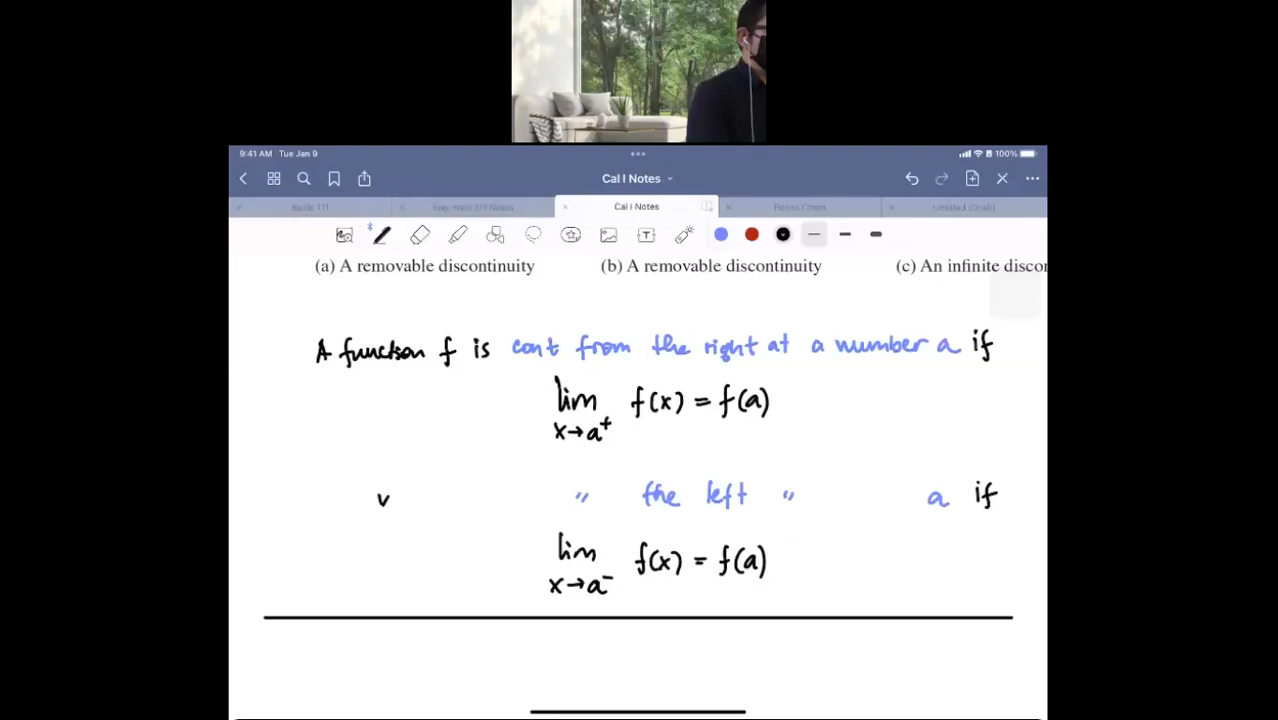 9:41 AM Tue Jan 9
100%
Cal I Notes
Cal I Notes
(a) A removable discontinuity (b) A removable discontinuity (c) An infinite discon
A function f is cont from the right at a number a if
lim f(x) = f(a)
x→a⁺
" the left " a if
lim f(x) = f(a)
x→a⁻